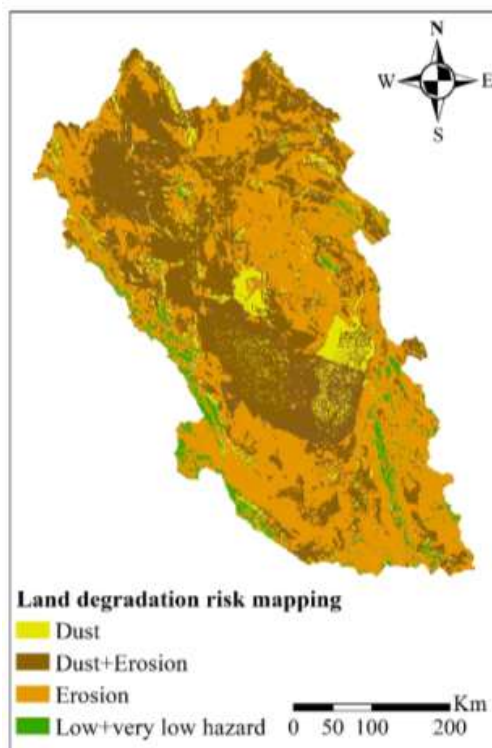 N
W E
S
Land degradation risk mapping
Dust
Dust+Erosion
Erosion
Low+very low hazard
Km
0 50 100 200